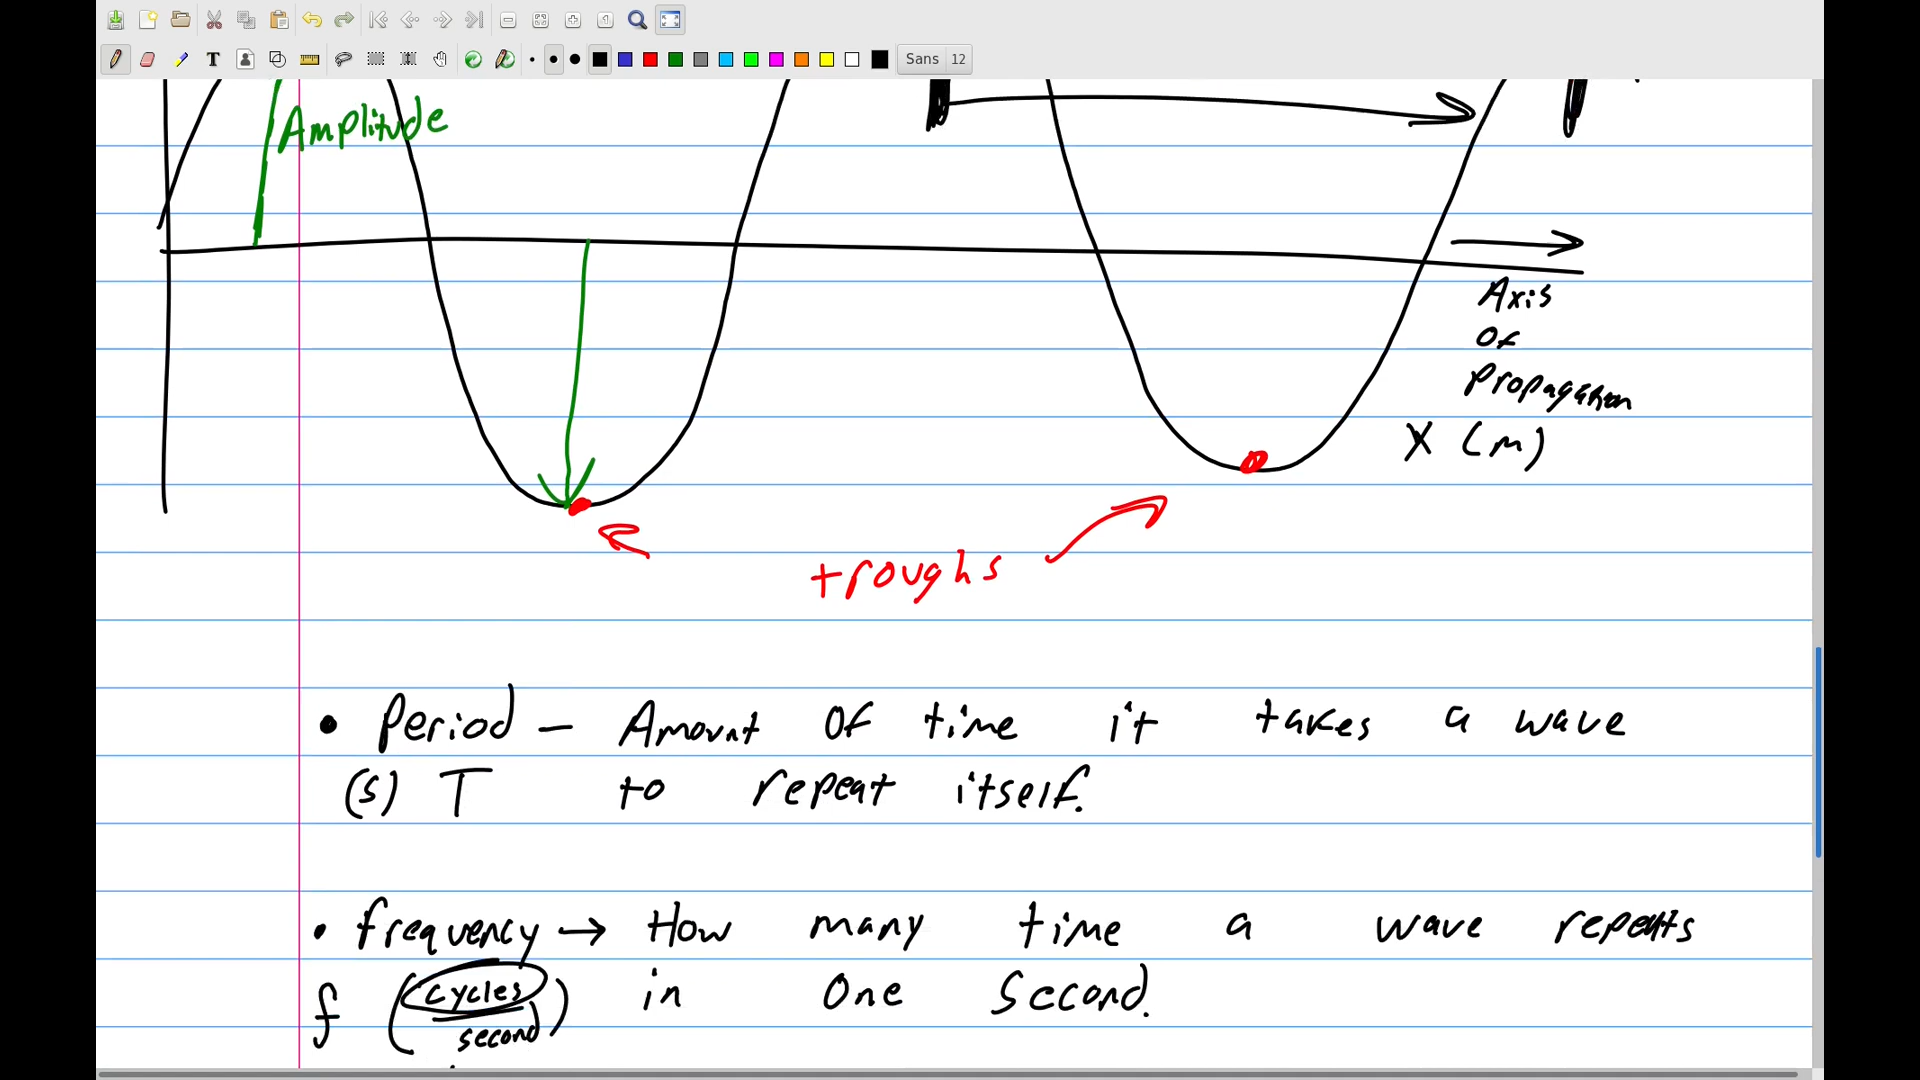 Sans 12
Amplitude
Axis
of
Propagation
X (m)
troughs
• Period – Amount of time it takes a wave
(s) T to repeat itself.
• frequency → How many time a wave repeats
f (cycles/second) in one second.